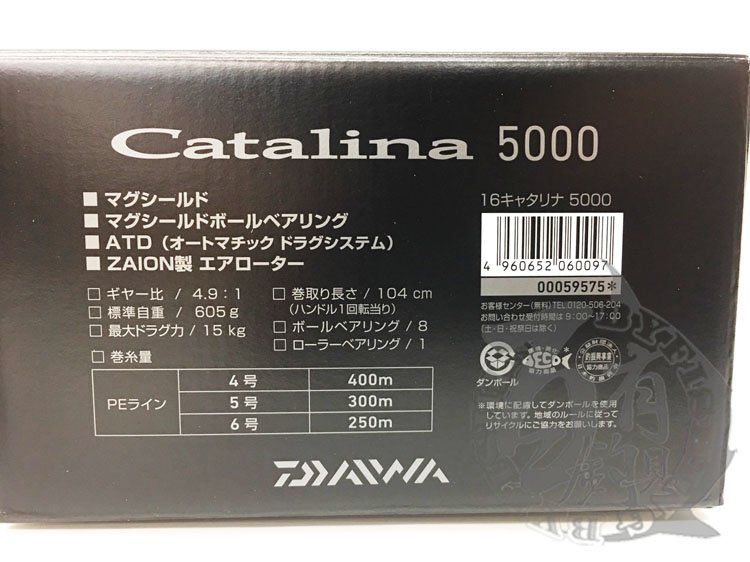 Catalina 5000
■ マグシールド
■ マグシールドボールベアリング
■ ATD（オートマチック ドラグシステム）
■ ZAION製 エアローター
□ ギヤー比 / 4.9：1
□ 標準自重 / 605g
□ 最大ドラグ力 / 15kg
□ 巻取り長さ / 104cm
（ハンドル1回転当り）
□ ボールベアリング / 8
□ ローラーベアリング / 1
□ 巻糸量
PEライン
4号 400m
5号 300m
6号 250m
16キャタリナ 5000
4 960652 060097
00059575*
お客様センター(無料)TEL.0120-506-204
お問い合わせ受付時間は9:00~17:00
(土・日・祝祭日は除く)
ダンボール
※環境に配慮してダンボールを使用
しています。地域のルールに従って
リサイクルにご協力をお願いします。
DAIWA